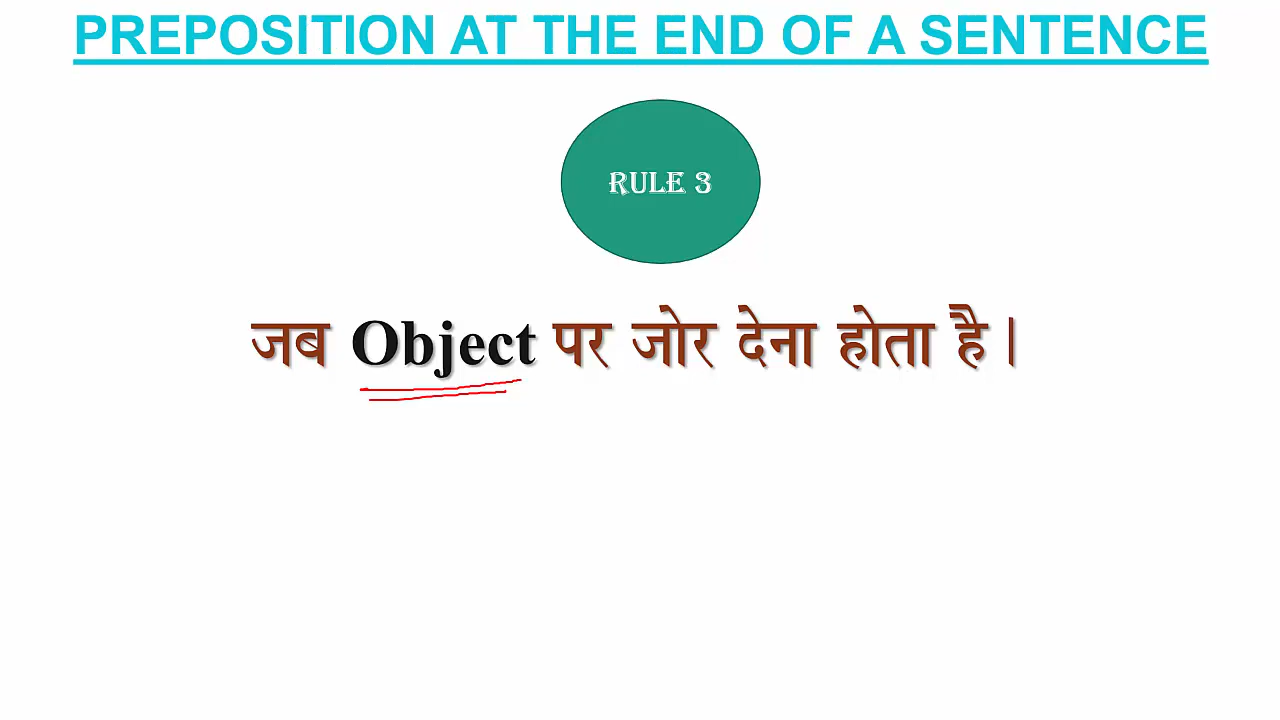 PREPOSITION AT THE END OF A SENTENCE
RULE 3
जब Object पर जोर देना होता है।